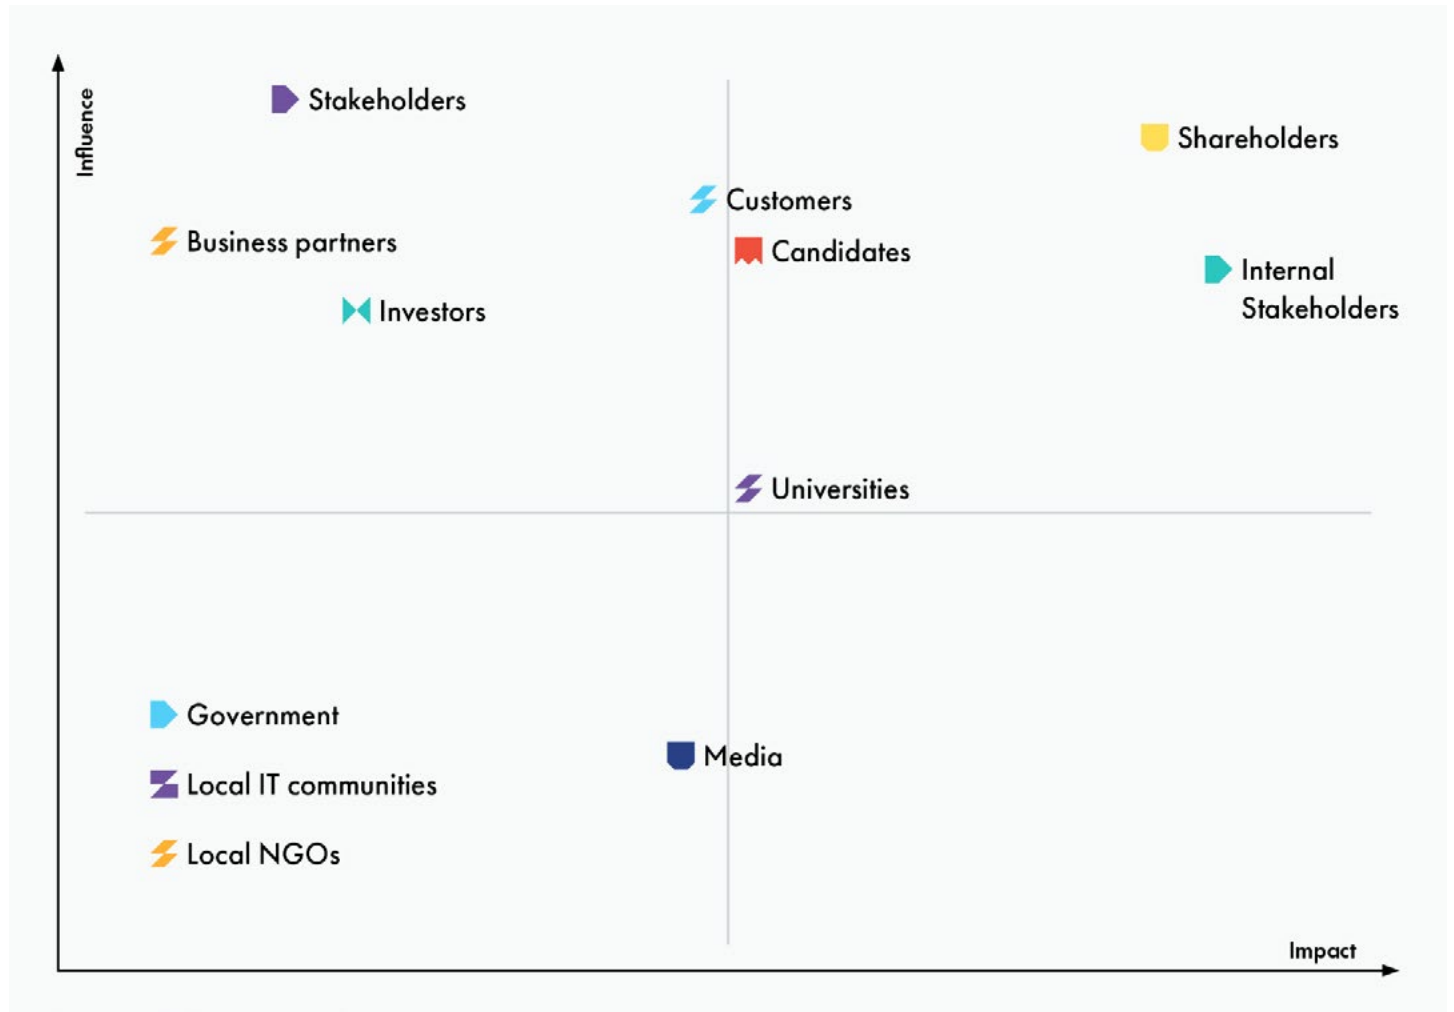 Influence
Stakeholders
Shareholders
Customers
Business partners
Candidates
Internal
Stakeholders
Investors
Universities
Government
Media
Local IT communities
Local NGOs
Impact